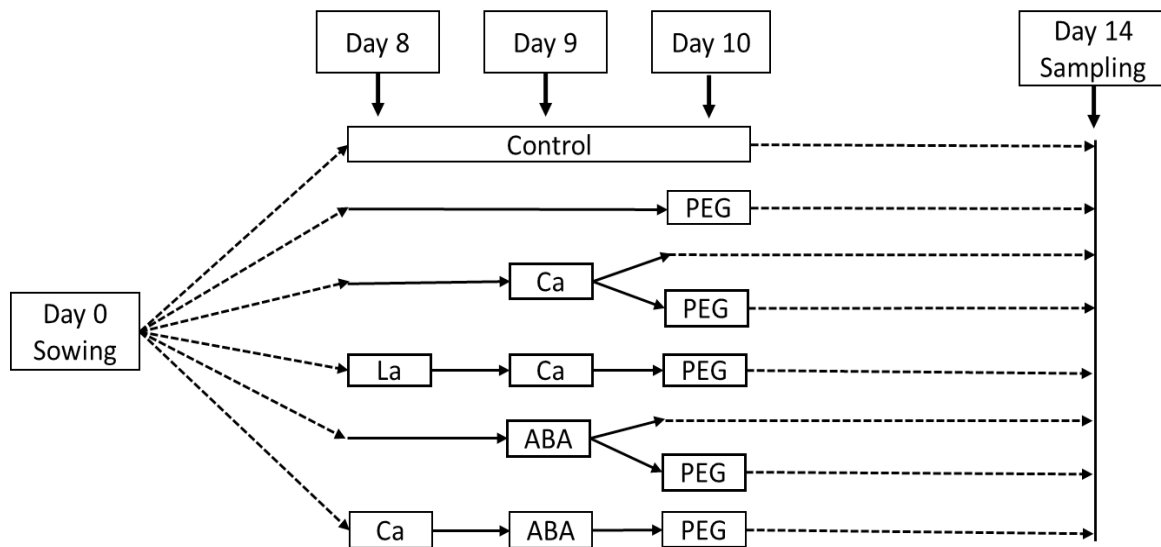 Day 8
Day 9
Day 10
Day 14
Sampling
Control
PEG
Ca
PEG
Day 0
Sowing
La
Ca
PEG
ABA
PEG
Ca
ABA
PEG